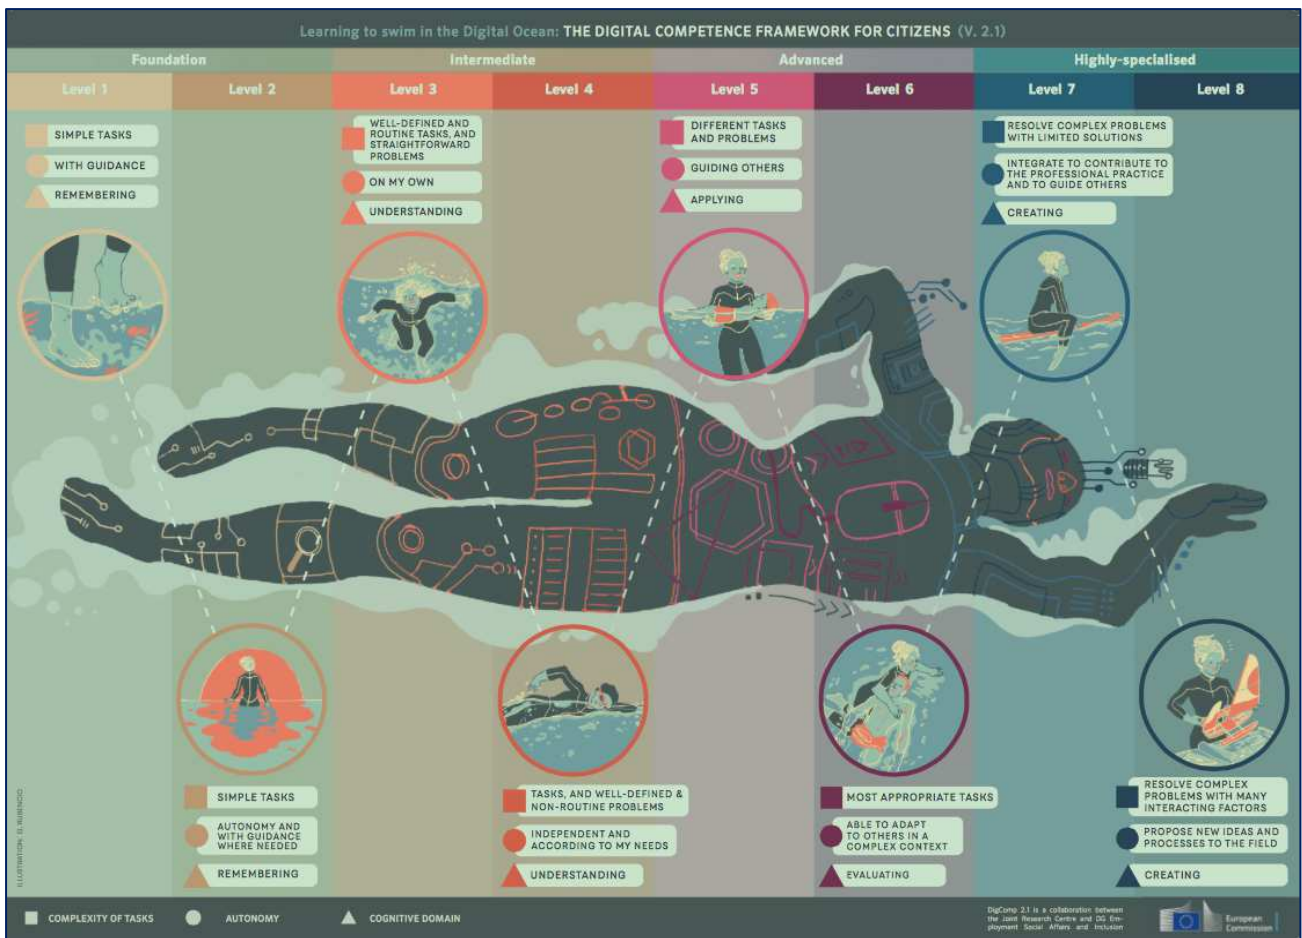 Learning to swim in the Digital Ocean: THE DIGITAL COMPETENCE FRAMEWORK FOR CITIZENS (V. 2.1)
Foundation
Intermediate
Advanced
Highly-specialised
Level 1
Level 2
Level 3
Level 4
Level 5
Level 6
Level 7
Level 8
SIMPLE TASKS
WITH GUIDANCE
REMEMBERING
WELL-DEFINED AND
ROUTINE TASKS, AND
STRAIGHTFORWARD
PROBLEMS
ON MY OWN
UNDERSTANDING
DIFFERENT TASKS
AND PROBLEMS
GUIDING OTHERS
APPLYING
RESOLVE COMPLEX PROBLEMS
WITH LIMITED SOLUTIONS
INTEGRATE TO CONTRIBUTE TO
THE PROFESSIONAL PRACTICE
AND TO GUIDE OTHERS
CREATING
SIMPLE TASKS
AUTONOMY AND
WITH GUIDANCE
WHERE NEEDED
REMEMBERING
TASKS, AND WELL-DEFINED &
NON-ROUTINE PROBLEMS
INDEPENDENT AND
ACCORDING TO MY NEEDS
UNDERSTANDING
MOST APPROPRIATE TASKS
ABLE TO ADAPT
TO OTHERS IN A
COMPLEX CONTEXT
EVALUATING
RESOLVE COMPLEX
PROBLEMS WITH MANY
INTERACTING FACTORS
PROPOSE NEW IDEAS AND
PROCESSES TO THE FIELD
CREATING
COMPLEXITY OF TASKS
AUTONOMY
COGNITIVE DOMAIN
DigComp 2.1 is a collaboration between
the Joint Research Centre and DG Em-
ployment Social Affairs and Inclusion
European
Commission
ILLUSTRATION: